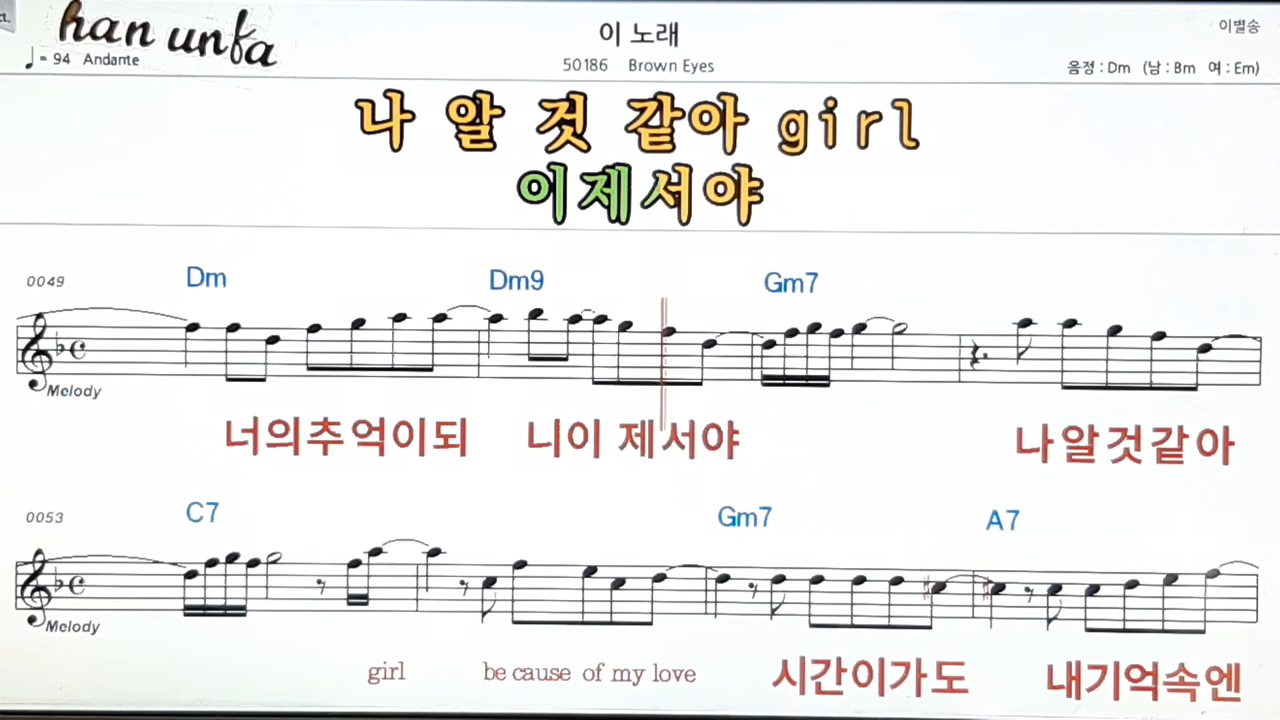 han unfa
♩= 94 Andante
이 노래
50186 Brown Eyes
이별송
음정 : Dm (남 : Bm 여 : Em)
나 알 것 같아 girl
이제서야
0049 Dm Dm9 Gm7
Melody
너의추억이되 니이 제서야 나알것같아
0053 C7 Gm7 A7
Melody
girl be cause of my love 시간이가도 내기억속엔